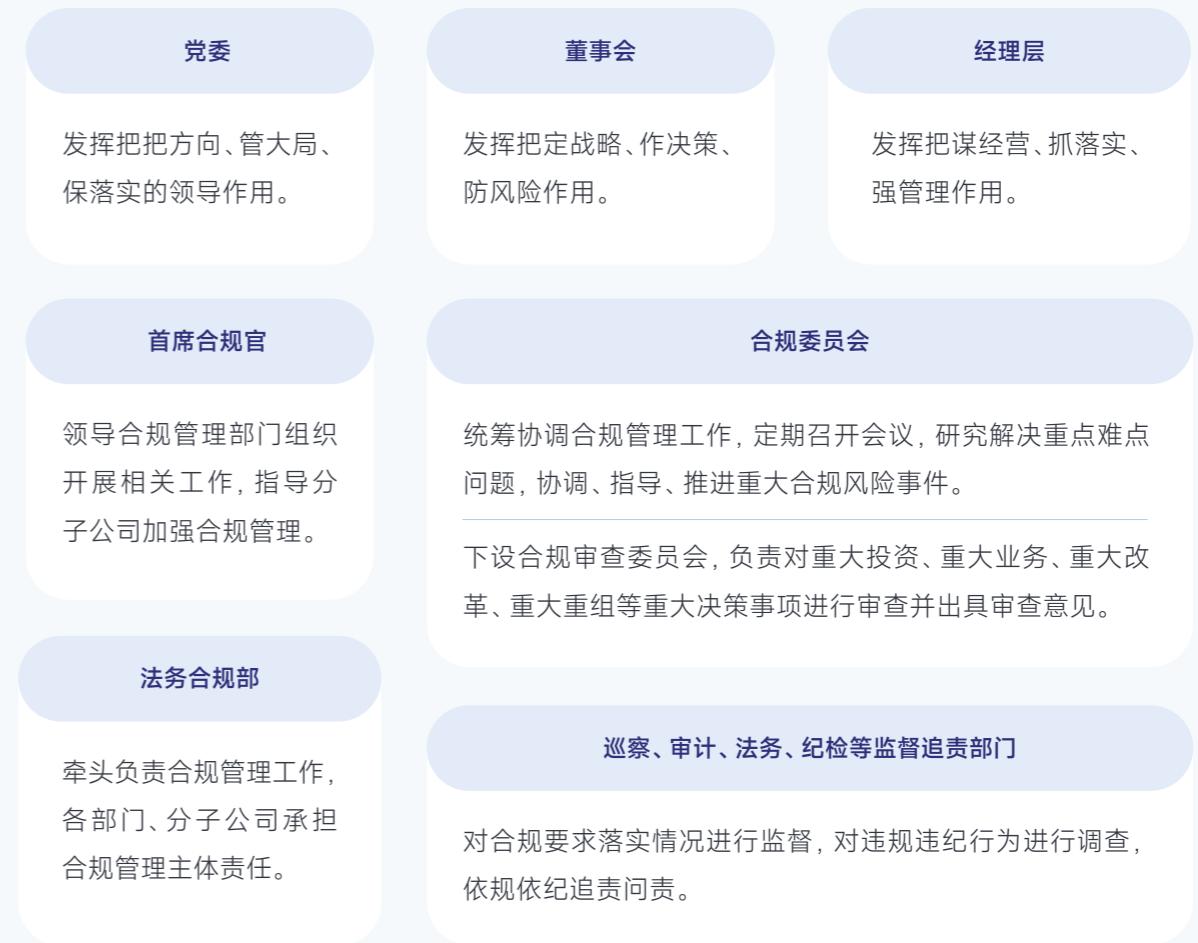 党委
发挥把把方向、管大局、
保落实的领导作用。
董事会
发挥把定战略、作决策、
防风险作用。
经理层
发挥把谋经营、抓落实、
强管理作用。
首席合规官
领导合规管理部门组织
开展相关工作，指导分
子公司加强合规管理。
合规委员会
统筹协调合规管理工作，定期召开会议，研究解决重点难点
问题，协调、指导、推进重大合规风险事件。
下设合规审查委员会，负责对重大投资、重大业务、重大改
革、重大重组等重大决策事项进行审查并出具审查意见。
法务合规部
牵头负责合规管理工作，
各部门、分子公司承担
合规管理主体责任。
巡察、审计、法务、纪检等监督追责部门
对合规要求落实情况进行监督，对违规违纪行为进行调查，
依规依纪追责问责。